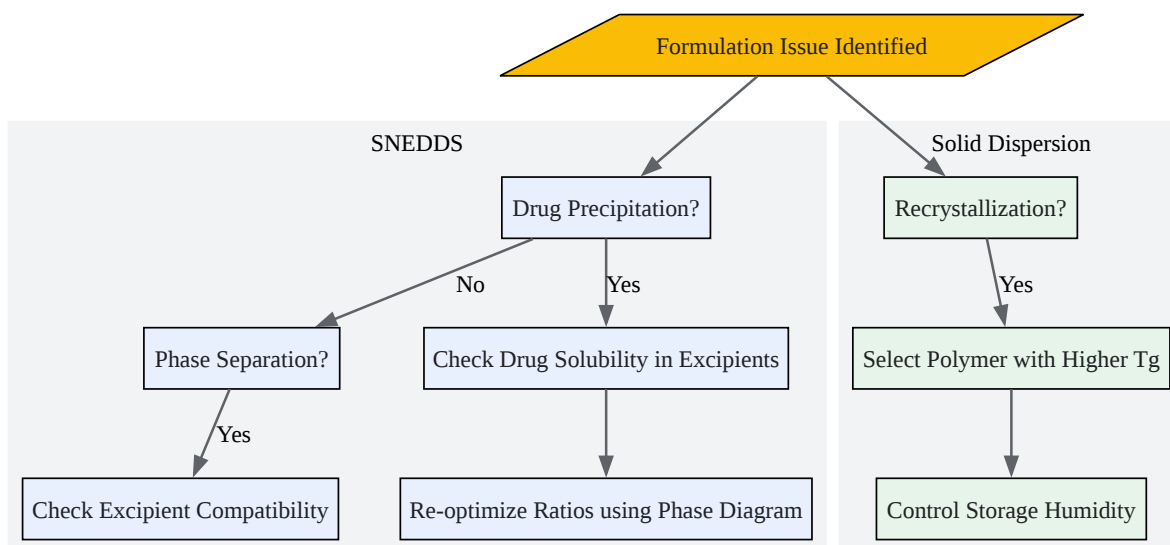 Formulation Issue Identified
SNEDDS
Solid Dispersion
Drug Precipitation?
Recrystallization?
No
Yes
Yes
Phase Separation?
Check Drug Solubility in Excipients
Select Polymer with Higher Tg
Yes
Check Excipient Compatibility
Re-optimize Ratios using Phase Diagram
Control Storage Humidity